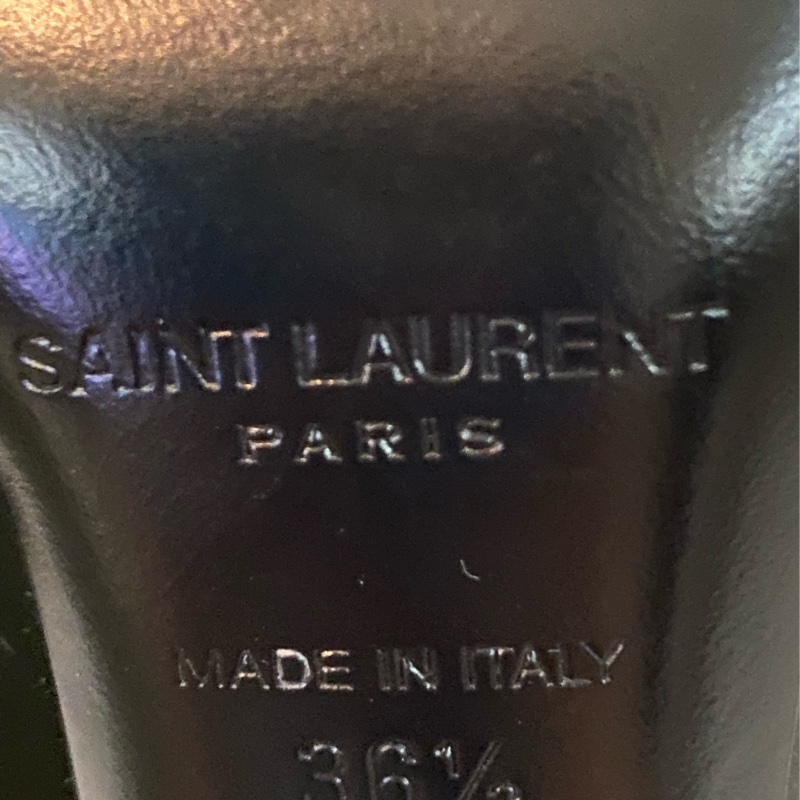 SAINT LAURENT
PARIS
MADE IN ITALY
36½